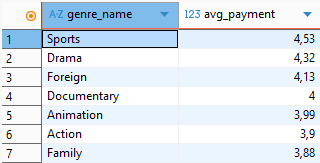 A-Z genre_name 123 avg_payment
1 Sports 4,53
2 Drama 4,32
3 Foreign 4,13
4 Documentary 4
5 Animation 3,99
6 Action 3,9
7 Family 3,88